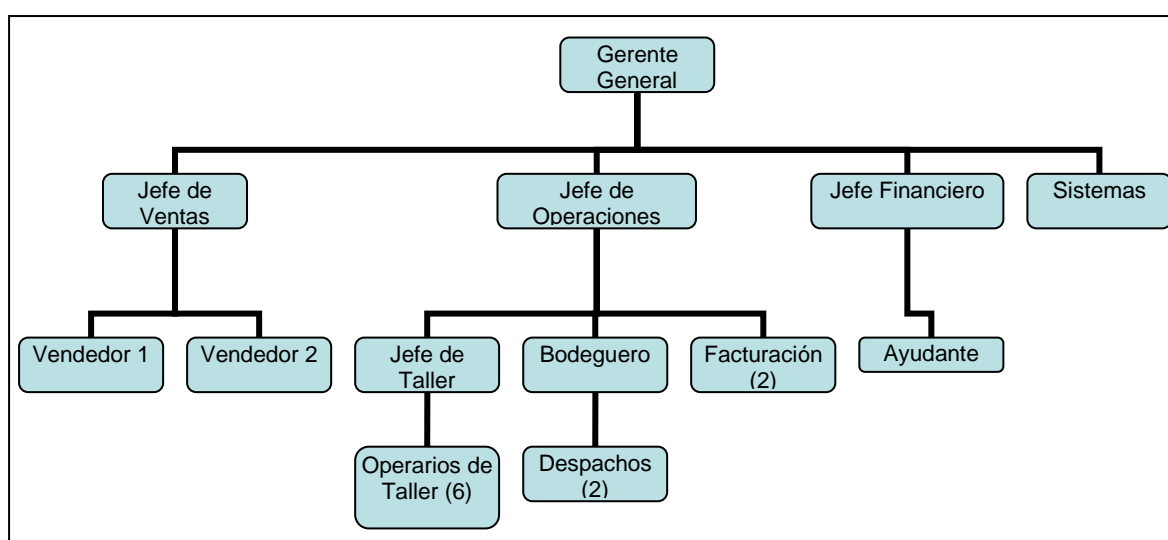 Gerente
General
Jefe de
Ventas
Jefe de
Operaciones
Jefe Financiero
Sistemas
Vendedor 1
Vendedor 2
Jefe de
Taller
Bodeguero
Facturación
(2)
Ayudante
Operarios de
Taller (6)
Despachos
(2)